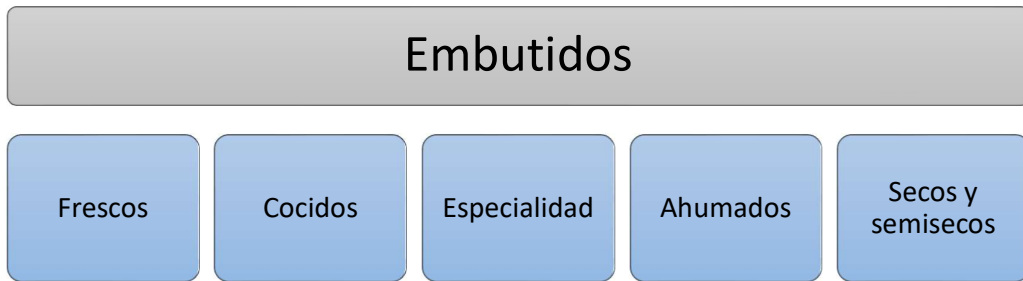 Embutidos
Frescos
Cocidos
Especialidad
Ahumados
Secos y
semisecos